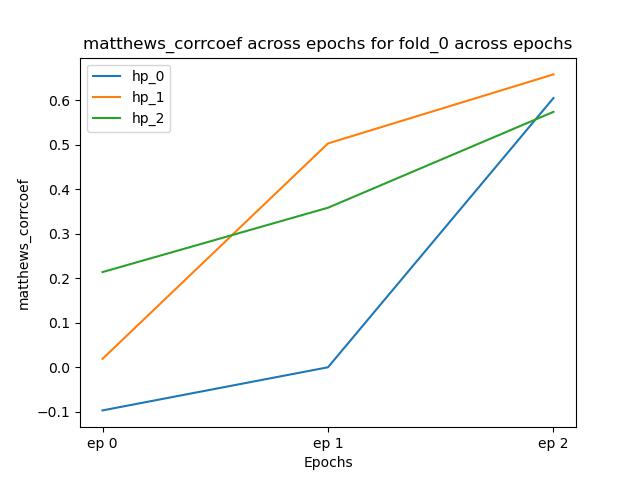 matthews_corrcoef across epochs for fold_0 across epochs
hp_0
hp_1
hp_2
matthews_corrcoef
0.6
0.5
0.4
0.3
0.2
0.1
0.0
−0.1
ep 0
ep 1
ep 2
Epochs